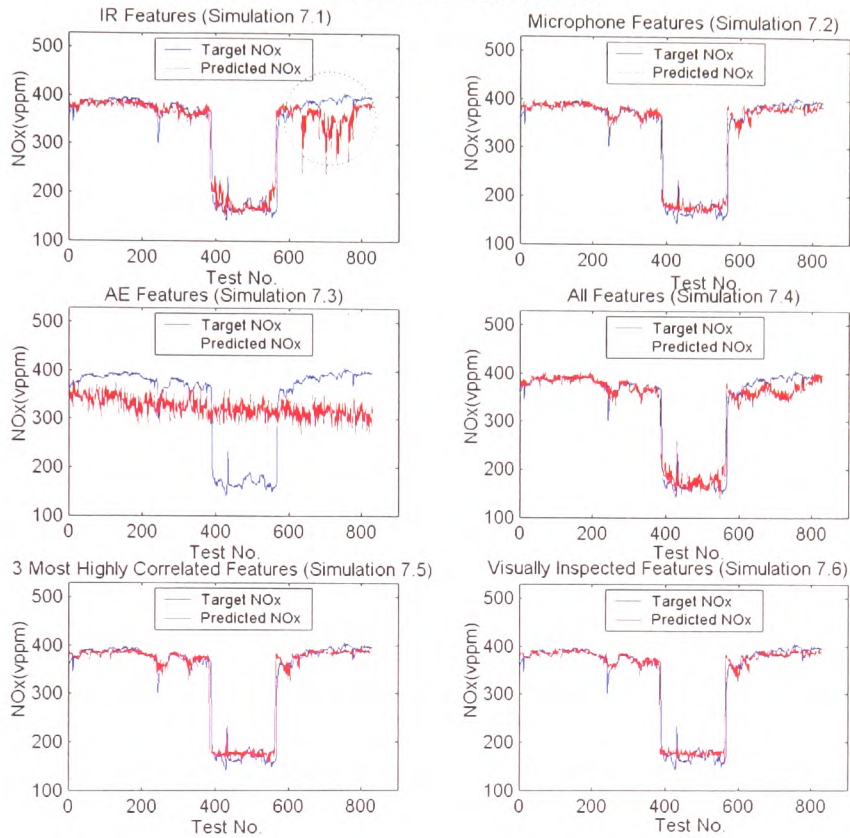 IR Features (Simulation 7.1)
500
400
300
200
100
NOx(vppm)
Target NOx
Predicted NOx
0 200 400 600 800
Test No.
Microphone Features (Simulation 7.2)
500
400
300
200
100
NOx(vppm)
Target NOx
Predicted NOx
0 200 400 600 800
Test No.
AE Features (Simulation 7.3)
500
400
300
200
100
NOx(vppm)
Target NOx
Predicted NOx
0 200 400 600 800
Test No.
All Features (Simulation 7.4)
500
400
300
200
100
NOx(vppm)
Target NOx
Predicted NOx
0 200 400 600 800
Test No.
3 Most Highly Correlated Features (Simulation 7.5)
500
400
300
200
100
NOx(vppm)
Target NOx
Predicted NOx
0 200 400 600 800
Test No.
Visually Inspected Features (Simulation 7.6)
500
400
300
200
100
NOx(vppm)
Target NOx
Predicted NOx
0 200 400 600 800
Test No.